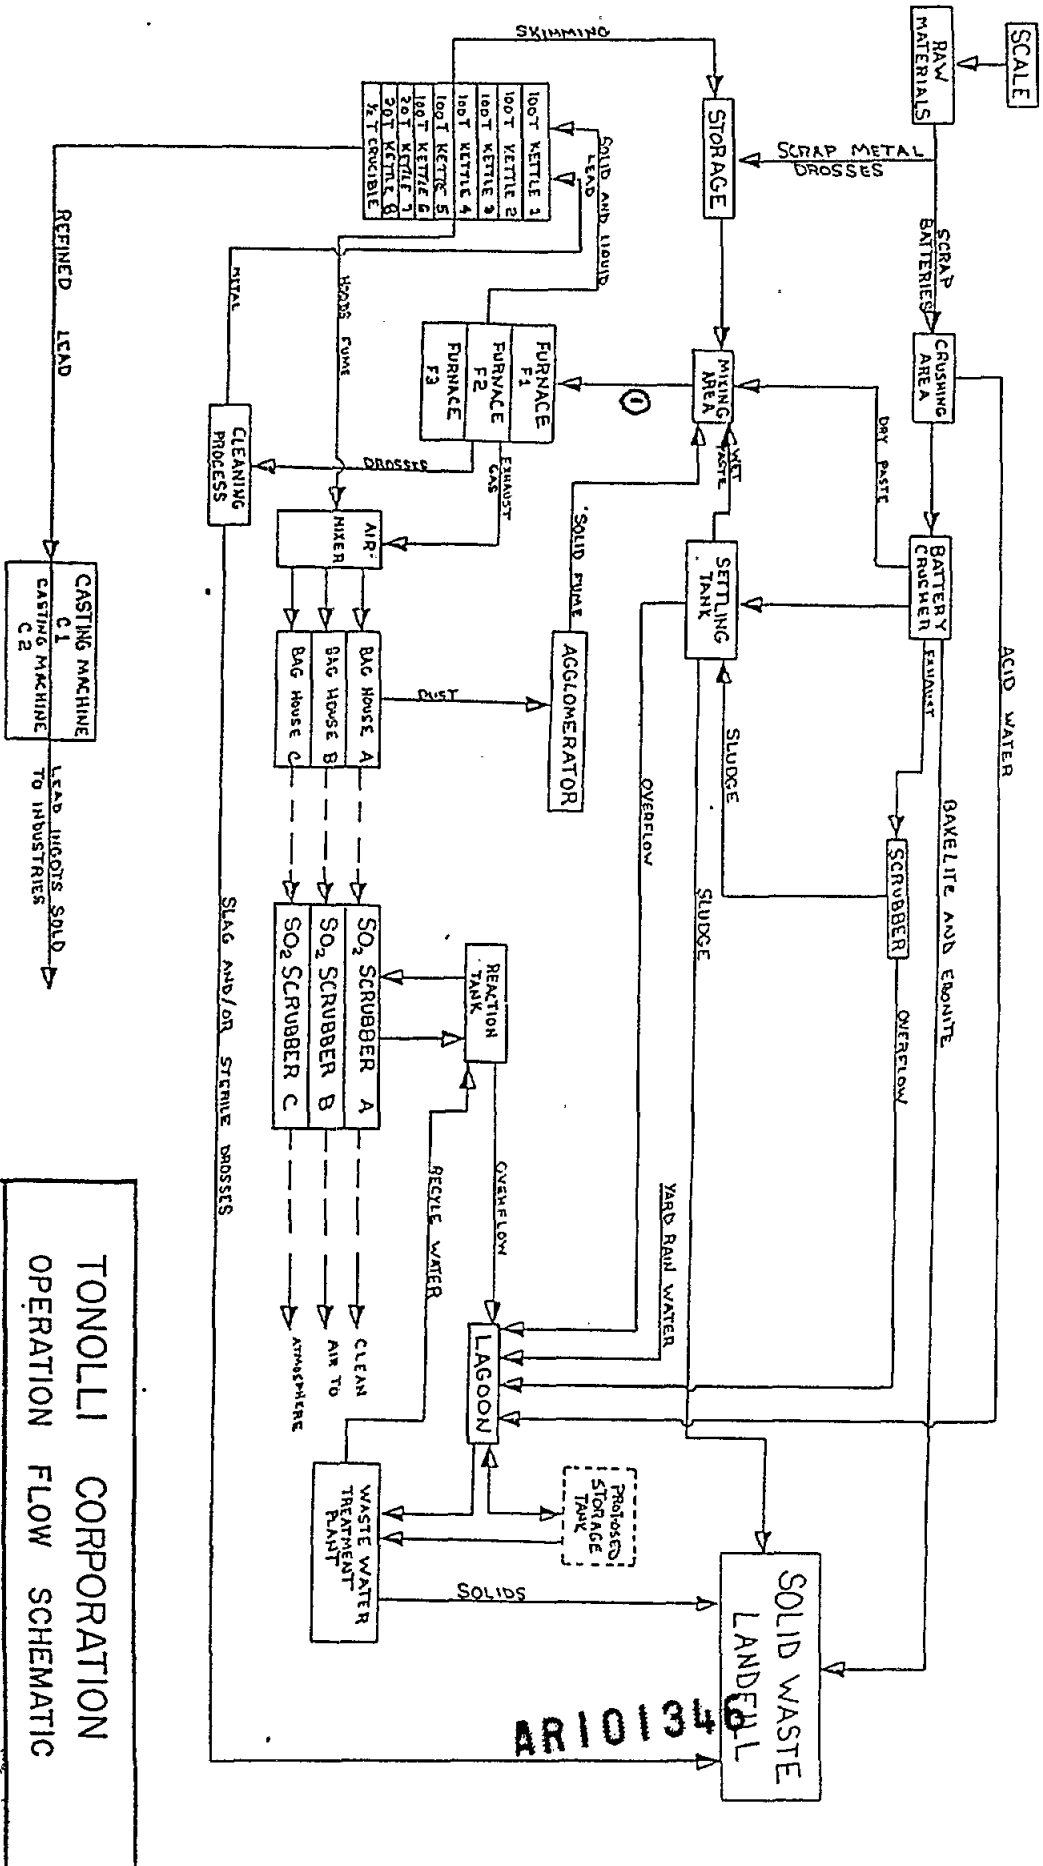 SCALE
RAW
MATERIALS
SCRAP METAL
DROSSES
SCRAP
BATTERIES
CRUSHING
AREA
ACID WATER
BATTERY
CRUSHER
DRY PASTE
EXHAUST
BAKELITE AND EBONITE
SCRUBBER
OVERFLOW
SLUDGE
SKIMMING
STORAGE
MIXING
AREA
WET
PASTE
SETTLING
TANK
OVERFLOW
SLUDGE
YARD RAIN WATER
SOLID WASTE
LANDFILL
1
100T KETTLE 1
100T KETTLE 2
100T KETTLE 3
100T KETTLE 4
100T KETTLE 5
100T KETTLE 6
20T KETTLE 7
20T KETTLE 8
1/2 T CRUCIBLE
SOLID AND LIQUID
LEAD
FURNACE
F1
FURNACE
F2
FURNACE
F3
EXHAUST
GAS
DROSSES
HOODS FUME
METAL
CLEANING
PROCESS
AIR
MIXER
SOLID FUME
AGGLOMERATOR
DUST
BAG HOUSE A
BAG HOUSE B
BAG HOUSE C
SO2 SCRUBBER A
SO2 SCRUBBER B
SO2 SCRUBBER C
REACTION
TANK
OVERFLOW
RECYLE WATER
LAGOON
CLEAN
AIR TO
ATMOSPHERE
PROPOSED
STORAGE
TANK
WASTE WATER
TREATMENT
PLANT
SOLIDS
SLAG AND/OR STERILE DROSSES
REFINED LEAD
CASTING MACHINE
C1
CASTING MACHINE
C2
LEAD INGOTS SOLD
TO INDUSTRIES
TONOLLI CORPORATION
OPERATION FLOW SCHEMATIC
AR101346